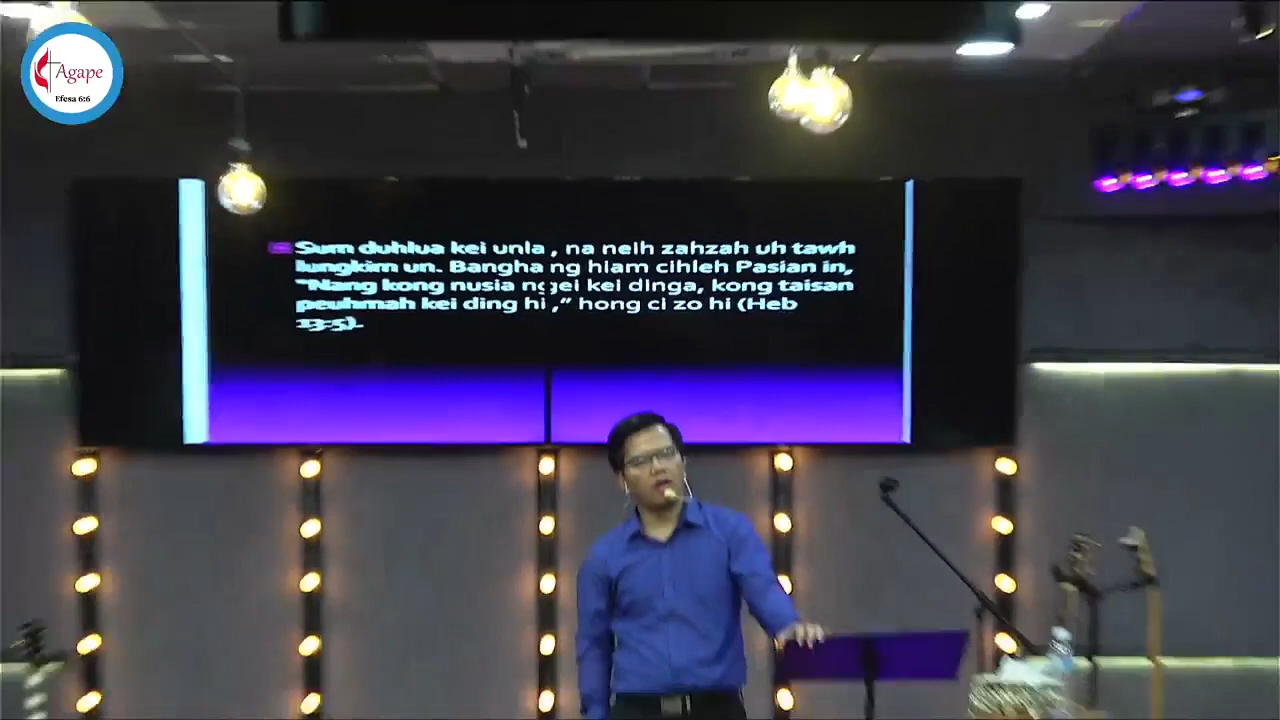 Agape
Efesa 6:6
Sum duhlua kei unla, na neih zahzah uh tawh
lungkim un. Banghang hiam cihleh Pasian in,
"Nang kong nusia ngei kei dinga, kong taisan
peuhmah kei ding hi," hong ci zo hi (Heb
13:5).